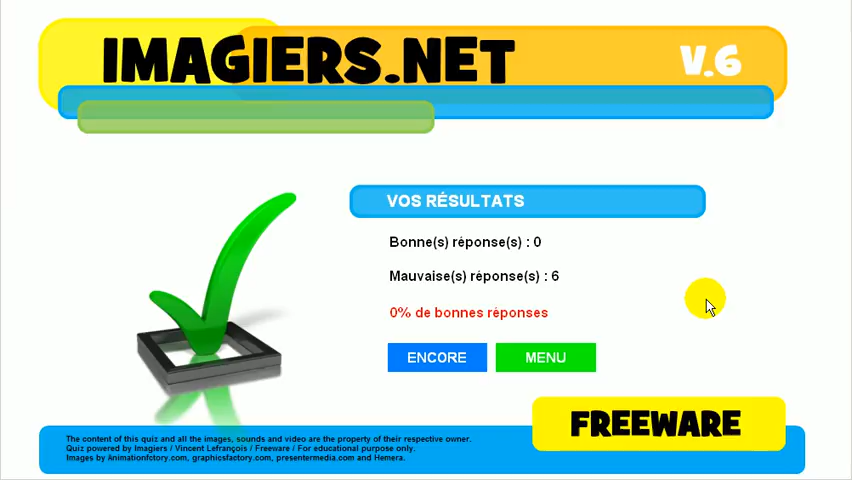 IMAGIERS.NET
V.6
VOS RÉSULTATS
Bonne(s) réponse(s) : 0
Mauvaise(s) réponse(s) : 6
0% de bonnes réponses
ENCORE
MENU
FREEWARE
The content of this quiz and all the images, sounds and video are the property of their respective owner.
Quiz powered by Imagiers / Vincent Lefrançois / Freeware / For educational purpose only.
Images by Animationfctory.com, graphicsfactory.com, presentermedia.com and Hemera.